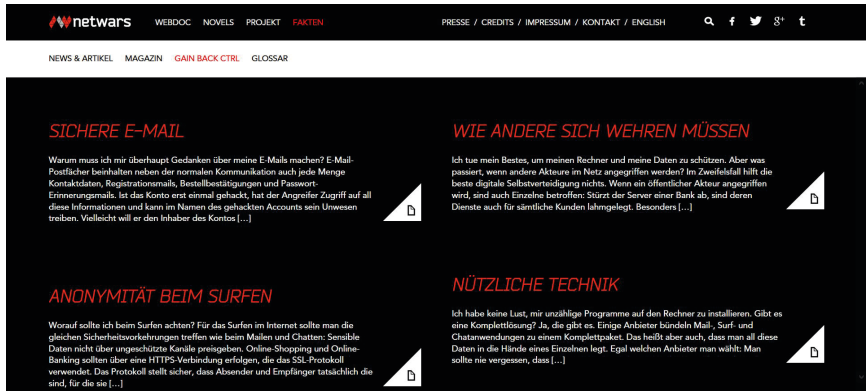 netwars WEBDOC NOVELS PROJEKT FAKTEN PRESSE / CREDITS / IMPRESSUM / KONTAKT / ENGLISH f g+ t
NEWS & ARTIKEL MAGAZIN GAIN BACK CTRL GLOSSAR
SICHERE E-MAIL
Warum muss ich mir überhaupt Gedanken über meine E-Mails machen? E-Mail-
Postfächer beinhalten neben der normalen Kommunikation auch jede Menge
Kontaktdaten, Registrationsmails, Bestellbestätigungen und Passwort-
Erinnerungsmails. Ist das Konto erst einmal gehackt, hat der Angreifer Zugriff auf all
diese Informationen und kann im Namen des gehackten Accounts sein Unwesen
treiben. Vielleicht will er den Inhaber des Kontos [...]
WIE ANDERE SICH WEHREN MÜSSEN
Ich tue mein Bestes, um meinen Rechner und meine Daten zu schützen. Aber was
passiert, wenn andere Akteure im Netz angegriffen werden? Im Zweifelsfall hilft die
beste digitale Selbstverteidigung nichts. Wenn ein öffentlicher Akteur angegriffen
wird, sind auch Einzelne betroffen: Stürzt der Server einer Bank ab, sind deren
Dienste auch für sämtliche Kunden lahmgelegt. Besonders [...]
ANONYMITÄT BEIM SURFEN
Worauf sollte ich beim Surfen achten? Für das Surfen im Internet sollte man die
gleichen Sicherheitsvorkehrungen treffen wie beim Mailen und Chatten: Sensible
Daten nicht über ungeschützte Kanäle preisgeben. Online-Shopping und Online-
Banking sollten über eine HTTPS-Verbindung erfolgen, die das SSL-Protokoll
verwendet. Das Protokoll stellt sicher, dass Absender und Empfänger tatsächlich die
sind, für die sie [...]
NÜTZLICHE TECHNIK
Ich habe keine Lust, mir unzählige Programme auf den Rechner zu installieren. Gibt es
eine Komplettlösung? Ja, die gibt es. Einige Anbieter bündeln Mail-, Surf- und
Chatanwendungen zu einem Komplettpaket. Das heißt aber auch, dass man all diese
Daten in die Hände eines Einzelnen legt. Egal welchen Anbieter man wählt: Man
sollte nie vergessen, dass [...]